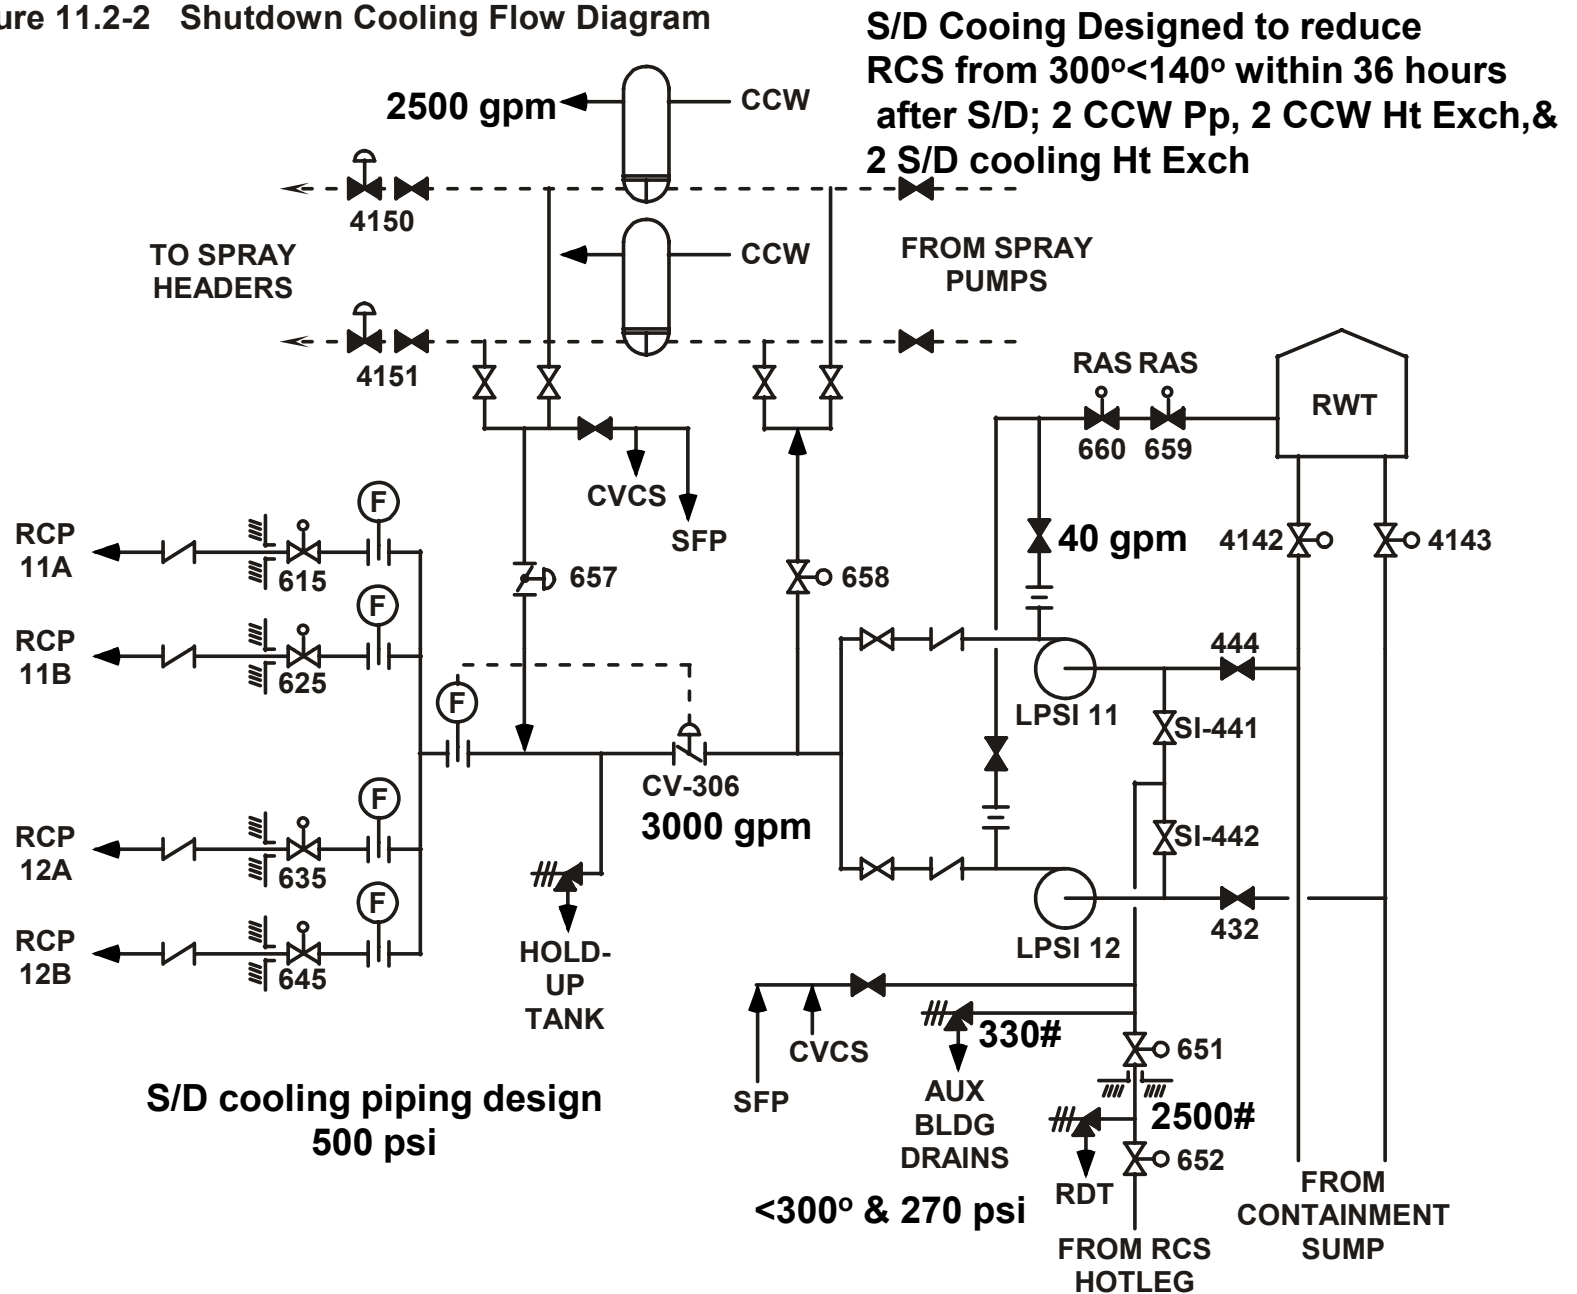 ure 11.2-2 Shutdown Cooling Flow Diagram
S/D Cooing Designed to reduce
RCS from 300°<140° within 36 hours
after S/D; 2 CCW Pp, 2 CCW Ht Exch,&
2 S/D cooling Ht Exch
2500 gpm
CCW
4150
TO SPRAY
HEADERS
CCW
FROM SPRAY
PUMPS
4151
RAS RAS
RWT
660 659
CVCS
SFP
RCP
11A
F
615
657
658
40 gpm
4142
4143
RCP
11B
F
625
F
444
LPSI 11
SI-441
CV-306
3000 gpm
RCP
12A
F
635
SI-442
RCP
12B
F
645
432
LPSI 12
HOLD-
UP
TANK
330#
CVCS
SFP
AUX
BLDG
DRAINS
651
2500#
652
RDT
S/D cooling piping design
500 psi
<300° & 270 psi
FROM RCS
HOTLEG
FROM
CONTAINMENT
SUMP